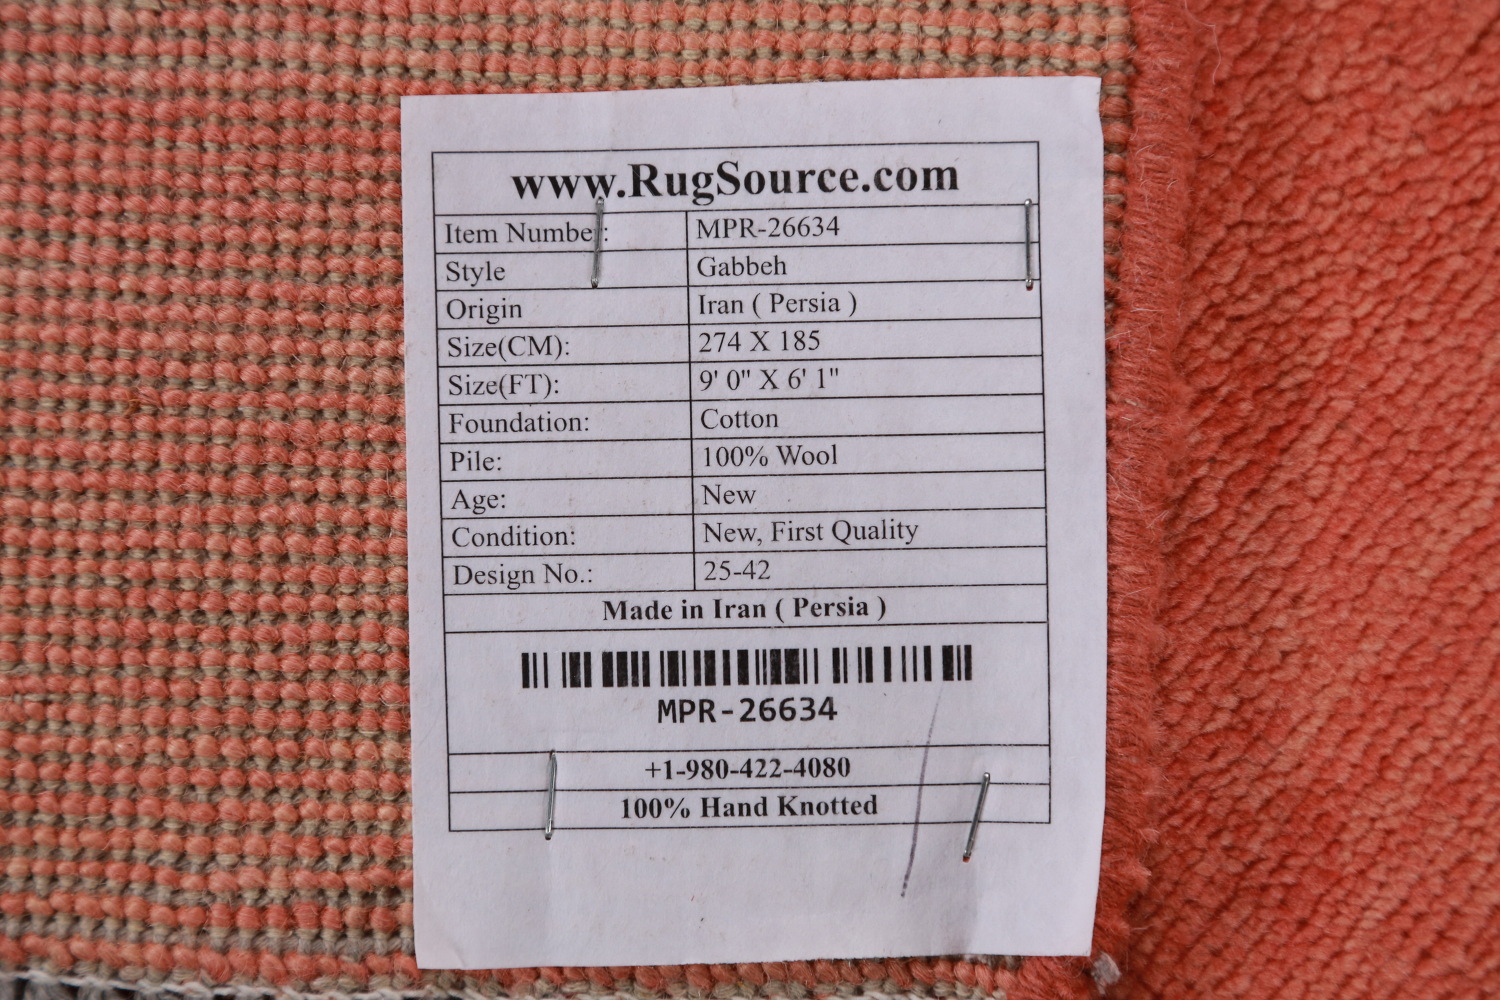 www.RugSource.com
Item Number: MPR-26634
Style Gabbeh
Origin Iran ( Persia )
Size(CM): 274 X 185
Size(FT): 9' 0" X 6' 1"
Foundation: Cotton
Pile: 100% Wool
Age: New
Condition: New, First Quality
Design No.: 25-42
Made in Iran ( Persia )
MPR-26634
+1-980-422-4080
100% Hand Knotted